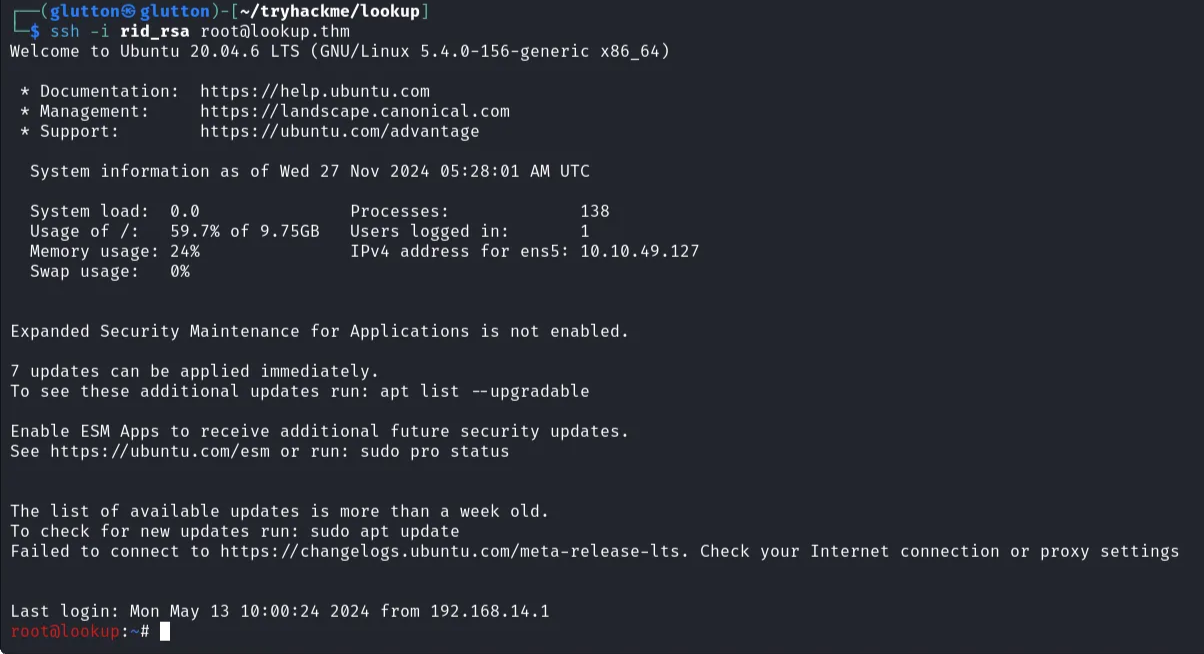 ┌──(glutton㉿glutton)-[~/tryhackme/lookup]
└─$ ssh -i rid_rsa root@lookup.thm
Welcome to Ubuntu 20.04.6 LTS (GNU/Linux 5.4.0-156-generic x86_64)
* Documentation: https://help.ubuntu.com
* Management: https://landscape.canonical.com
* Support: https://ubuntu.com/advantage
System information as of Wed 27 Nov 2024 05:28:01 AM UTC
System load: 0.0 Processes: 138
Usage of /: 59.7% of 9.75GB Users logged in: 1
Memory usage: 24% IPv4 address for ens5: 10.10.49.127
Swap usage: 0%
Expanded Security Maintenance for Applications is not enabled.
7 updates can be applied immediately.
To see these additional updates run: apt list --upgradable
Enable ESM Apps to receive additional future security updates.
See https://ubuntu.com/esm or run: sudo pro status
The list of available updates is more than a week old.
To check for new updates run: sudo apt update
Failed to connect to https://changelogs.ubuntu.com/meta-release-lts. Check your Internet connection or proxy settings
Last login: Mon May 13 10:00:24 2024 from 192.168.14.1
root@lookup:~#